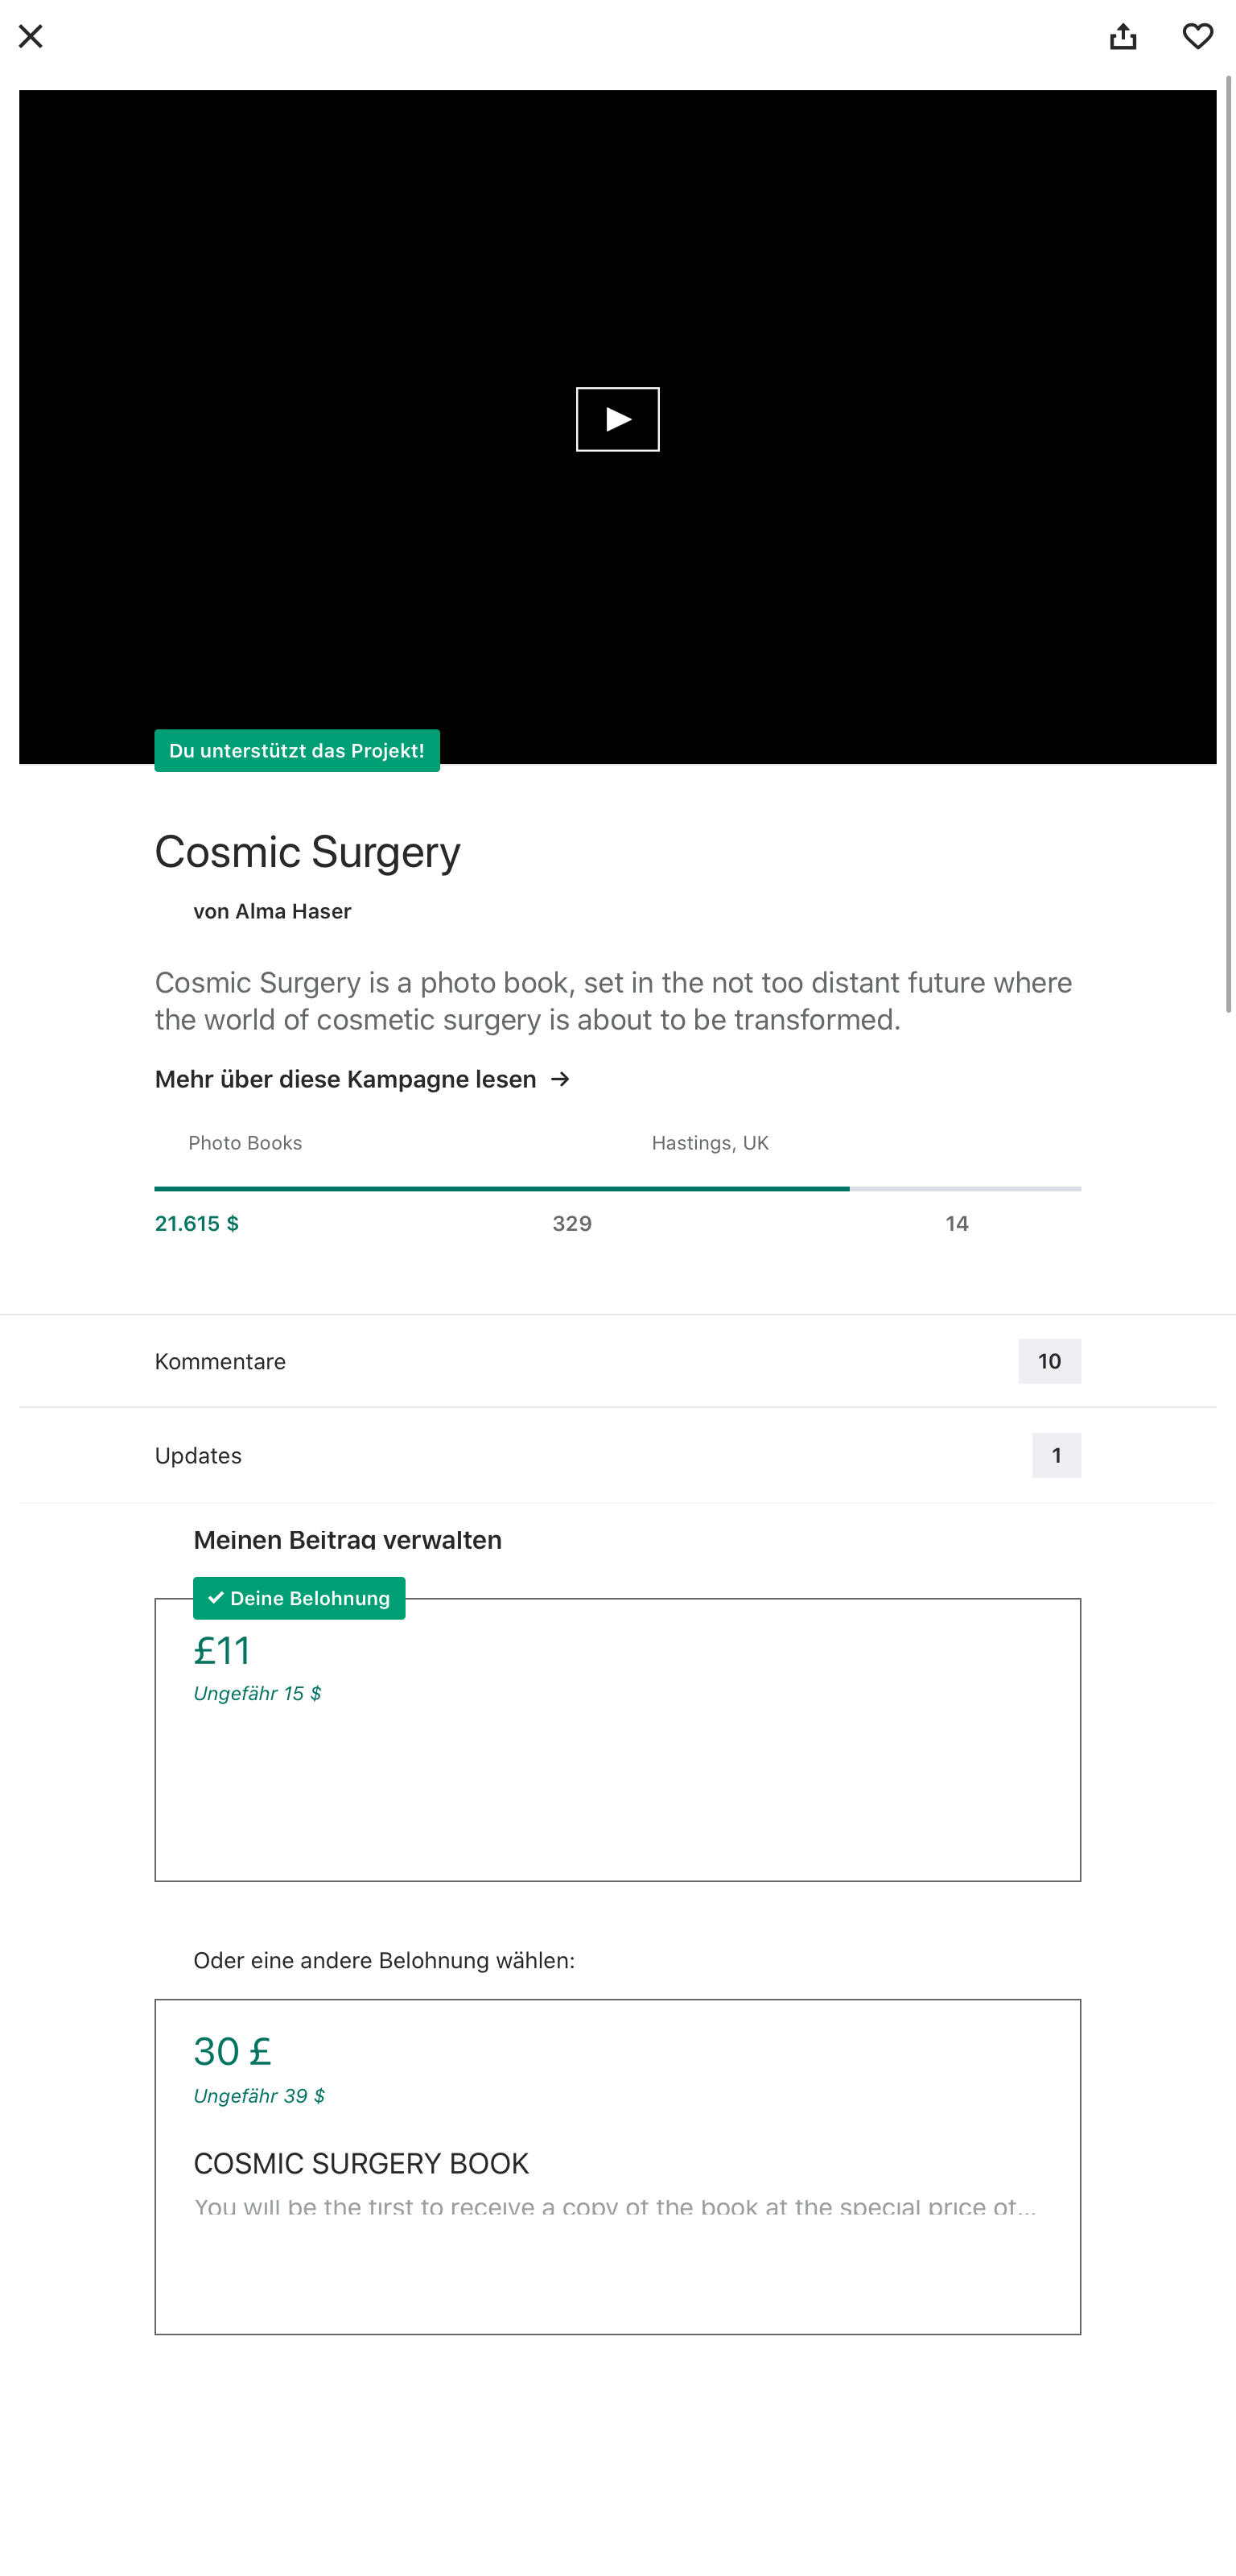 Du unterstützt das Projekt!
Cosmic Surgery
von Alma Haser
Cosmic Surgery is a photo book, set in the not too distant future where
the world of cosmetic surgery is about to be transformed.
Mehr über diese Kampagne lesen →
Photo Books
Hastings, UK
21.615 $
329
14
Kommentare
10
Updates
1
Meinen Beitrag verwalten
Deine Belohnung
£11
Ungefähr 15 $
Oder eine andere Belohnung wählen:
30 £
Ungefähr 39 $
COSMIC SURGERY BOOK
You will be the first to receive a copy of the book at the special price of...